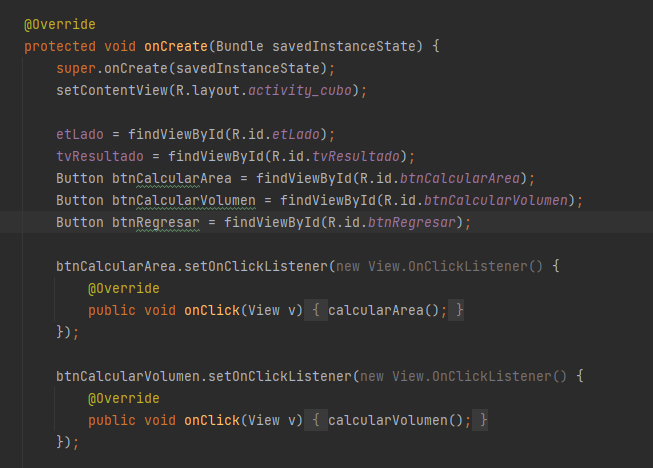 @Override
protected void onCreate(Bundle savedInstanceState) {
    super.onCreate(savedInstanceState);
    setContentView(R.layout.activity_cubo);

    etLado = findViewById(R.id.etLado);
    tvResultado = findViewById(R.id.tvResultado);
    Button btnCalcularArea = findViewById(R.id.btnCalcularArea);
    Button btnCalcularVolumen = findViewById(R.id.btnCalcularVolumen);
    Button btnRegresar = findViewById(R.id.btnRegresar);

    btnCalcularArea.setOnClickListener(new View.OnClickListener() {
        @Override
        public void onClick(View v) { calcularArea(); }
    });

    btnCalcularVolumen.setOnClickListener(new View.OnClickListener() {
        @Override
        public void onClick(View v) { calcularVolumen(); }
    });